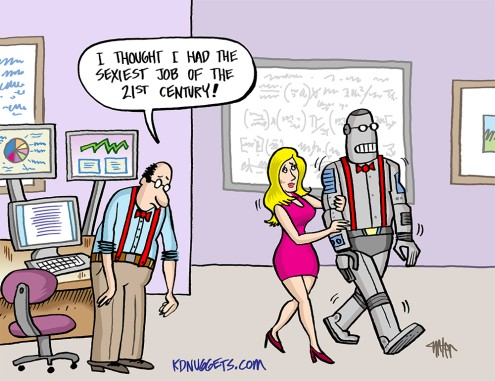 I THOUGHT I HAD THE
SEXIEST JOB OF THE
21ST CENTURY!
KDNUGGETS.COM